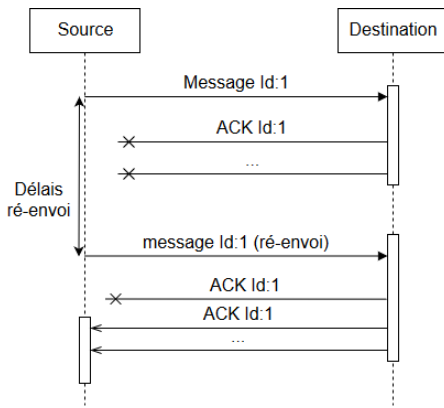 Source
Destination
Message Id:1
ACK Id:1
...
Délais
ré-envoi
message Id:1 (ré-envoi)
ACK Id:1
ACK Id:1
...